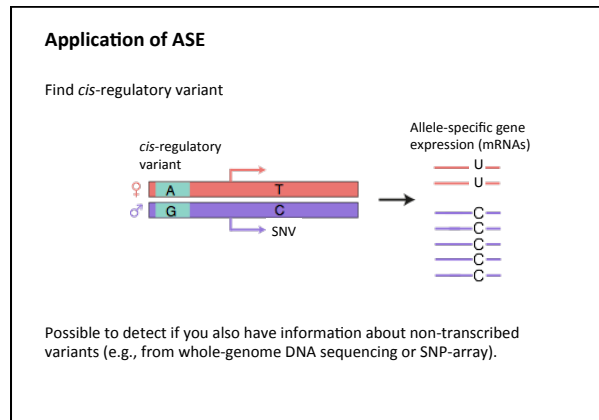 Application of ASE
Find cis-regulatory variant
Allele-specific gene
expression (mRNAs)
cis-regulatory
variant
♀ A T
♂ G C
SNV
U
U
C
C
C
C
C
Possible to detect if you also have information about non-transcribed
variants (e.g., from whole-genome DNA sequencing or SNP-array).